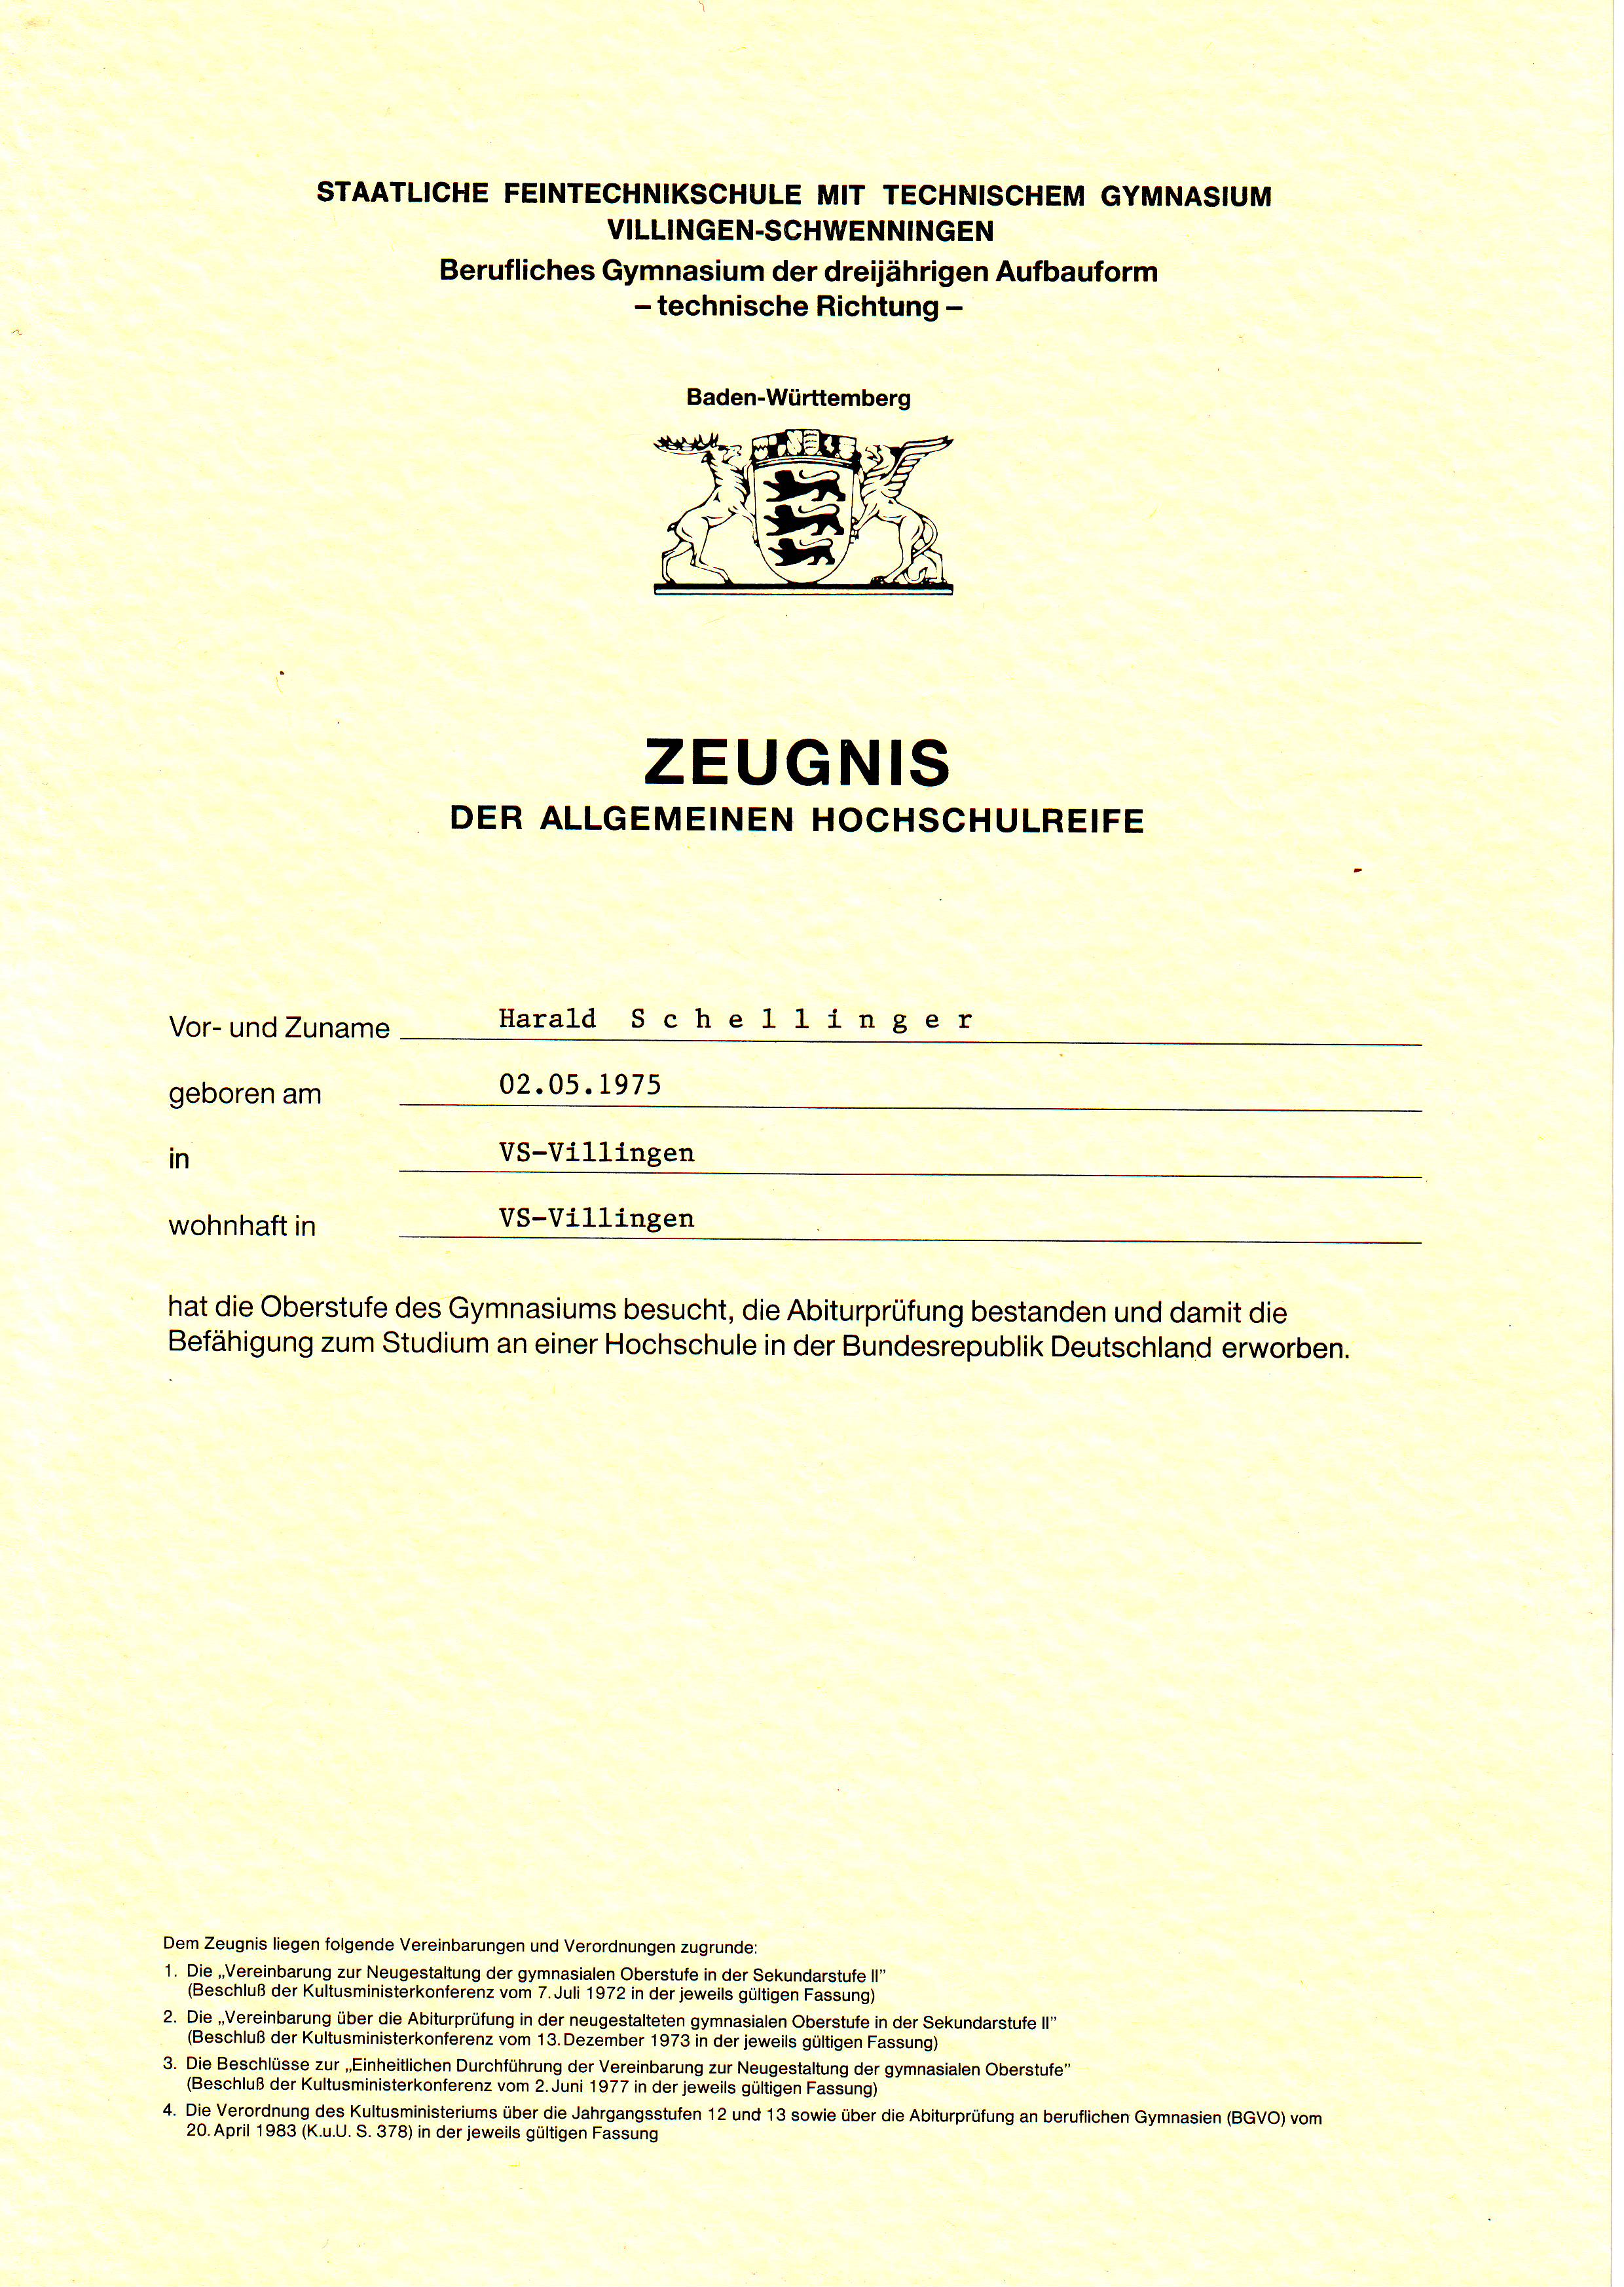 STAATLICHE FEINTECHNIKSCHULE MIT TECHNISCHEM GYMNASIUM
VILLINGEN-SCHWENNINGEN
Berufliches Gymnasium der dreijährigen Aufbauform
– technische Richtung –
Baden-Württemberg
ZEUGNIS
DER ALLGEMEINEN HOCHSCHULREIFE
Vor- und Zuname Harald S c h e l l i n g e r
geboren am 02.05.1975
in VS-Villingen
wohnhaft in VS-Villingen
hat die Oberstufe des Gymnasiums besucht, die Abiturprüfung bestanden und damit die
Befähigung zum Studium an einer Hochschule in der Bundesrepublik Deutschland erworben.
Dem Zeugnis liegen folgende Vereinbarungen und Verordnungen zugrunde:
1. Die „Vereinbarung zur Neugestaltung der gymnasialen Oberstufe in der Sekundarstufe II”
(Beschluß der Kultusministerkonferenz vom 7. Juli 1972 in der jeweils gültigen Fassung)
2. Die „Vereinbarung über die Abiturprüfung in der neugestalteten gymnasialen Oberstufe in der Sekundarstufe II”
(Beschluß der Kultusministerkonferenz vom 13. Dezember 1973 in der jeweils gültigen Fassung)
3. Die Beschlüsse zur „Einheitlichen Durchführung der Vereinbarung zur Neugestaltung der gymnasialen Oberstufe”
(Beschluß der Kultusministerkonferenz vom 2. Juni 1977 in der jeweils gültigen Fassung)
4. Die Verordnung des Kultusministeriums über die Jahrgangsstufen 12 und 13 sowie über die Abiturprüfung an beruflichen Gymnasien (BGVO) vom
20. April 1983 (K.u.U. S. 378) in der jeweils gültigen Fassung